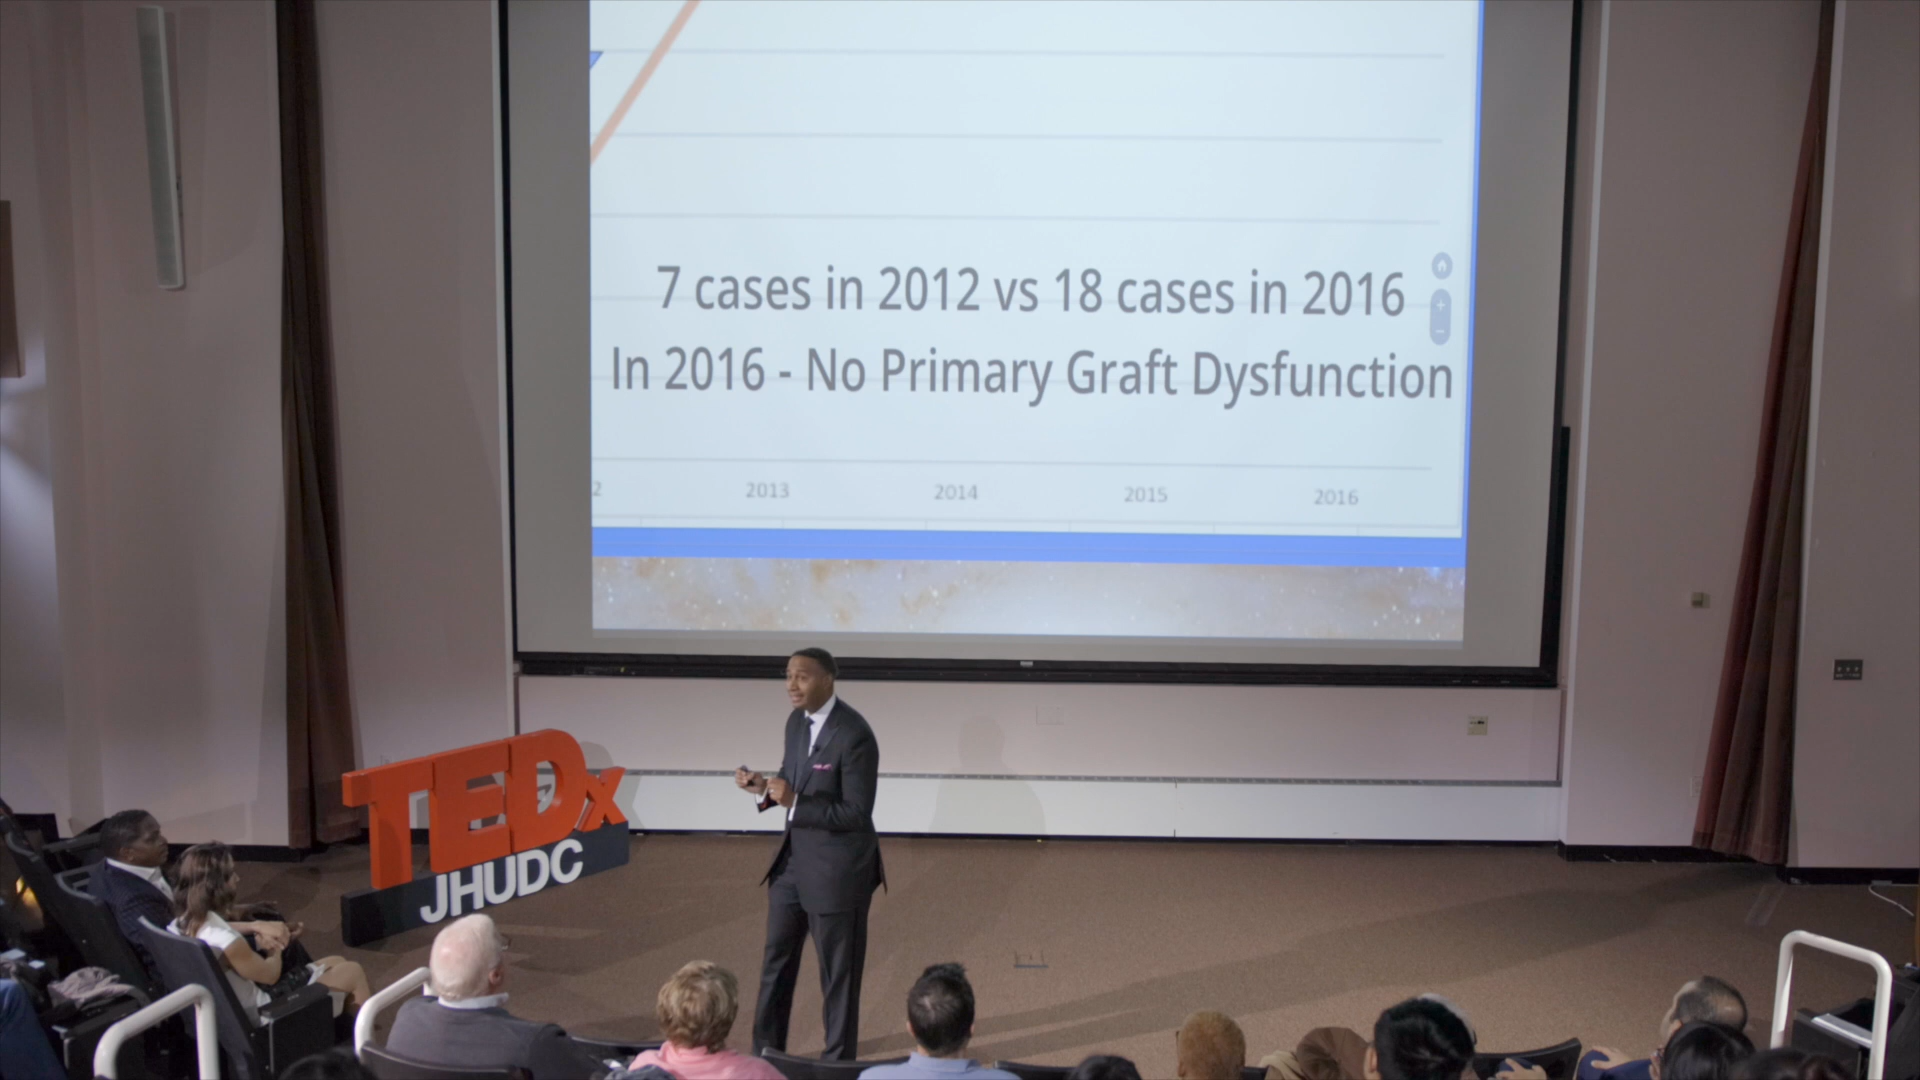 7 cases in 2012 vs 18 cases in 2016
In 2016 - No Primary Graft Dysfunction
2 2013 2014 2015 2016
TEDx
JHUDC